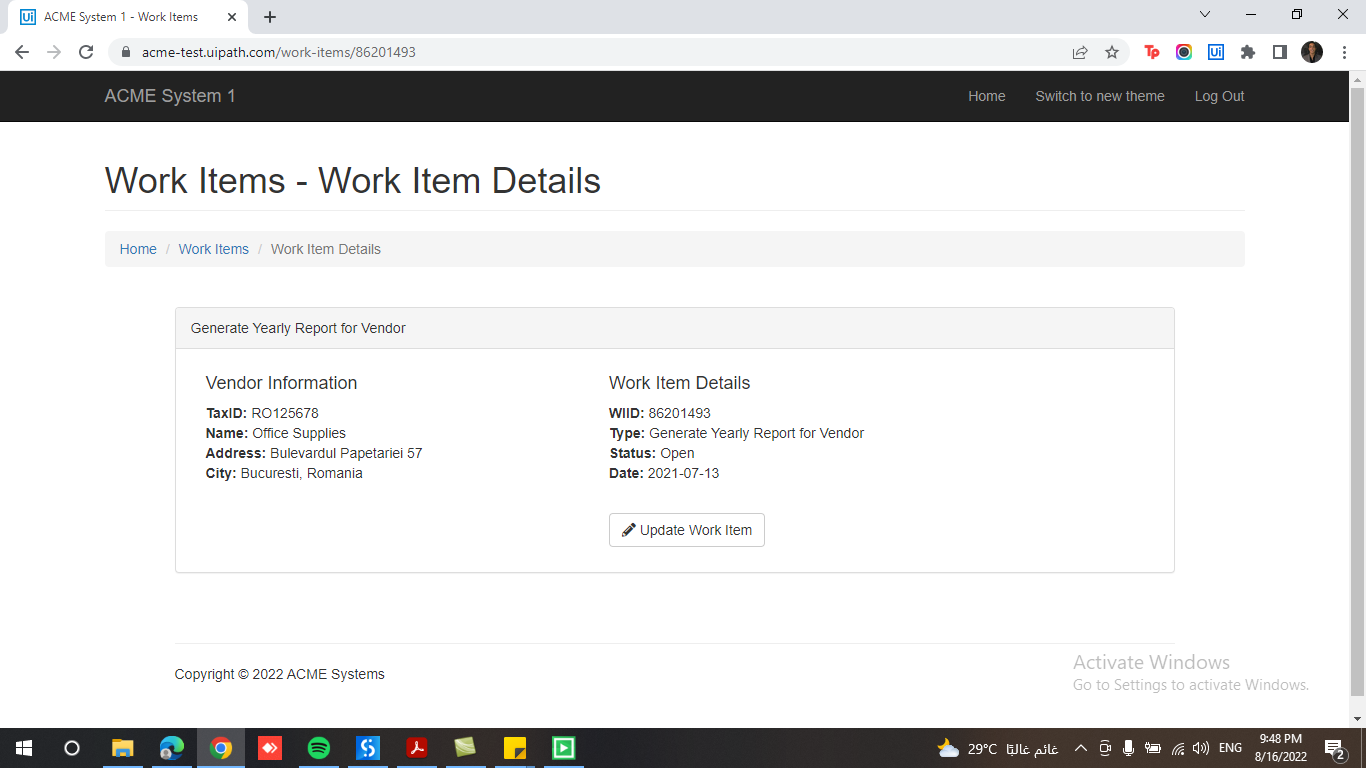 ACME System 1 - Work Items
acme-test.uipath.com/work-items/86201493
Tp
Ui
ACME System 1
Home
Switch to new theme
Log Out
Work Items - Work Item Details
Home / Work Items / Work Item Details
Generate Yearly Report for Vendor
Vendor Information
TaxID: RO125678
Name: Office Supplies
Address: Bulevardul Papetariei 57
City: Bucuresti, Romania
Work Item Details
WIID: 86201493
Type: Generate Yearly Report for Vendor
Status: Open
Date: 2021-07-13
Update Work Item
Copyright © 2022 ACME Systems
Activate Windows
Go to Settings to activate Windows.
29°C غائم غالبًا
ENG
9:48 PM
8/16/2022
2